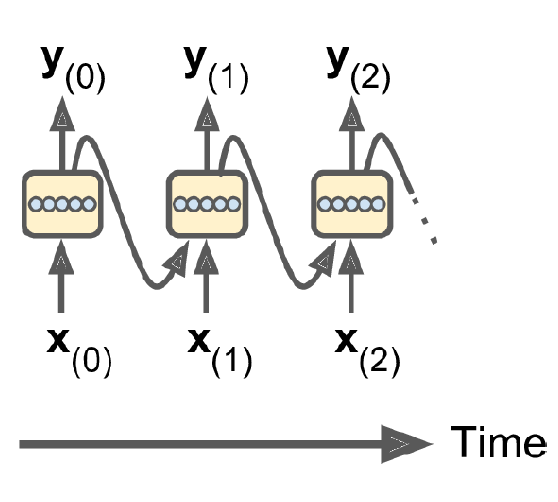 y(0) y(1) y(2)
x(0) x(1) x(2)
Time